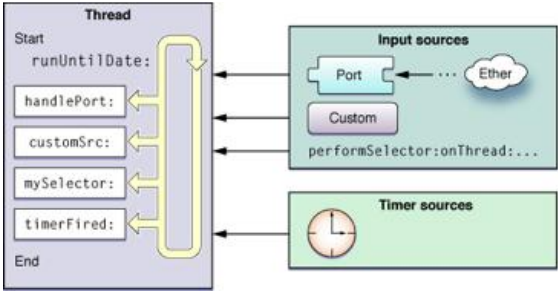 Thread
Start
runUntilDate:
handlePort:
customSrc:
mySelector:
timerFired:
End
Input sources
Port
...
Ether
Custom
performSelector:onThread:...
Timer sources